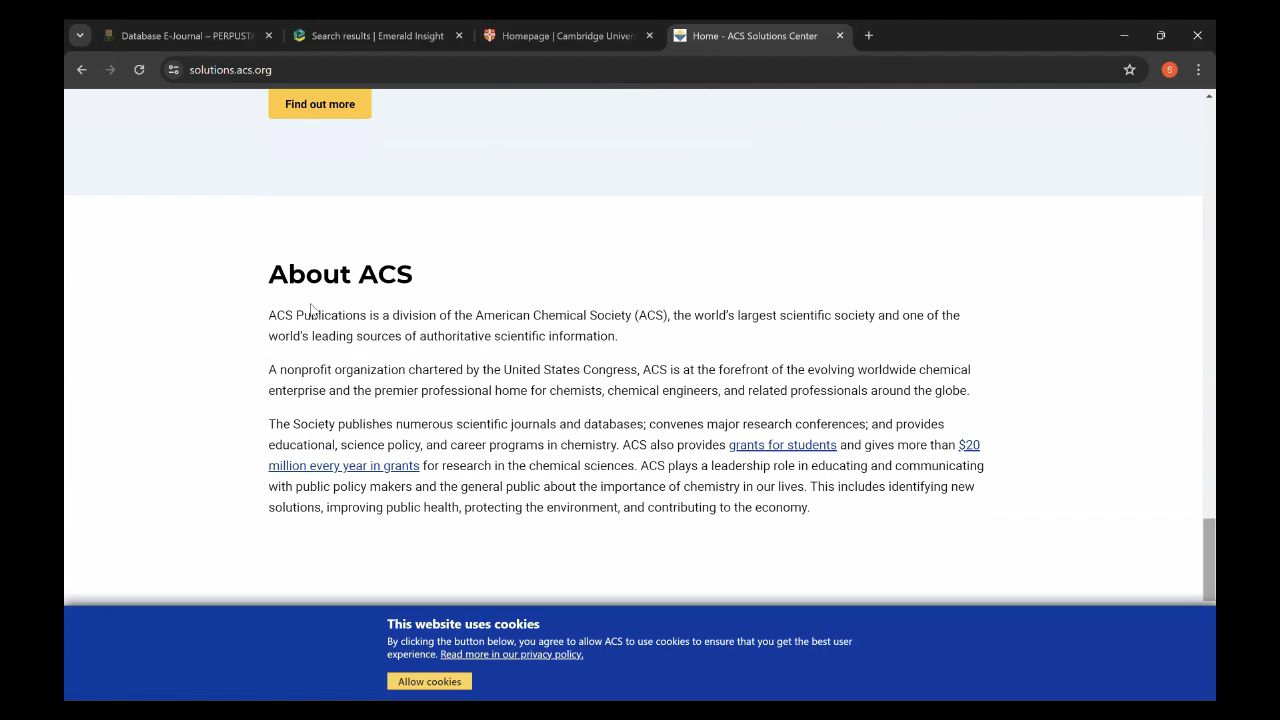 Database E-Journal – PERPUSTA
Search results | Emerald Insight
Homepage | Cambridge Univer
Home - ACS Solutions Center
solutions.acs.org
S
Find out more
About ACS
ACS Publications is a division of the American Chemical Society (ACS), the world's largest scientific society and one of the
world's leading sources of authoritative scientific information.
A nonprofit organization chartered by the United States Congress, ACS is at the forefront of the evolving worldwide chemical
enterprise and the premier professional home for chemists, chemical engineers, and related professionals around the globe.
The Society publishes numerous scientific journals and databases; convenes major research conferences; and provides
educational, science policy, and career programs in chemistry. ACS also provides grants for students and gives more than $20
million every year in grants for research in the chemical sciences. ACS plays a leadership role in educating and communicating
with public policy makers and the general public about the importance of chemistry in our lives. This includes identifying new
solutions, improving public health, protecting the environment, and contributing to the economy.
This website uses cookies
By clicking the button below, you agree to allow ACS to use cookies to ensure that you get the best user
experience. Read more in our privacy policy.
Allow cookies